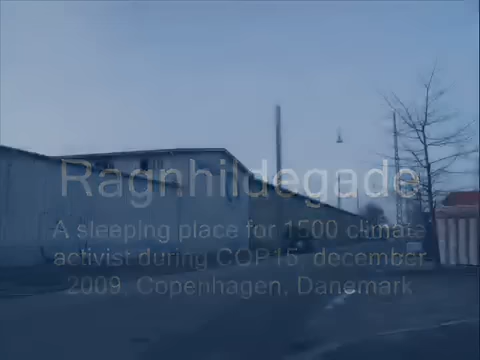 Ragnhildegade
A sleeping place for 1500 climate
activist during COP15, december
2009, Copenhagen, Danemark